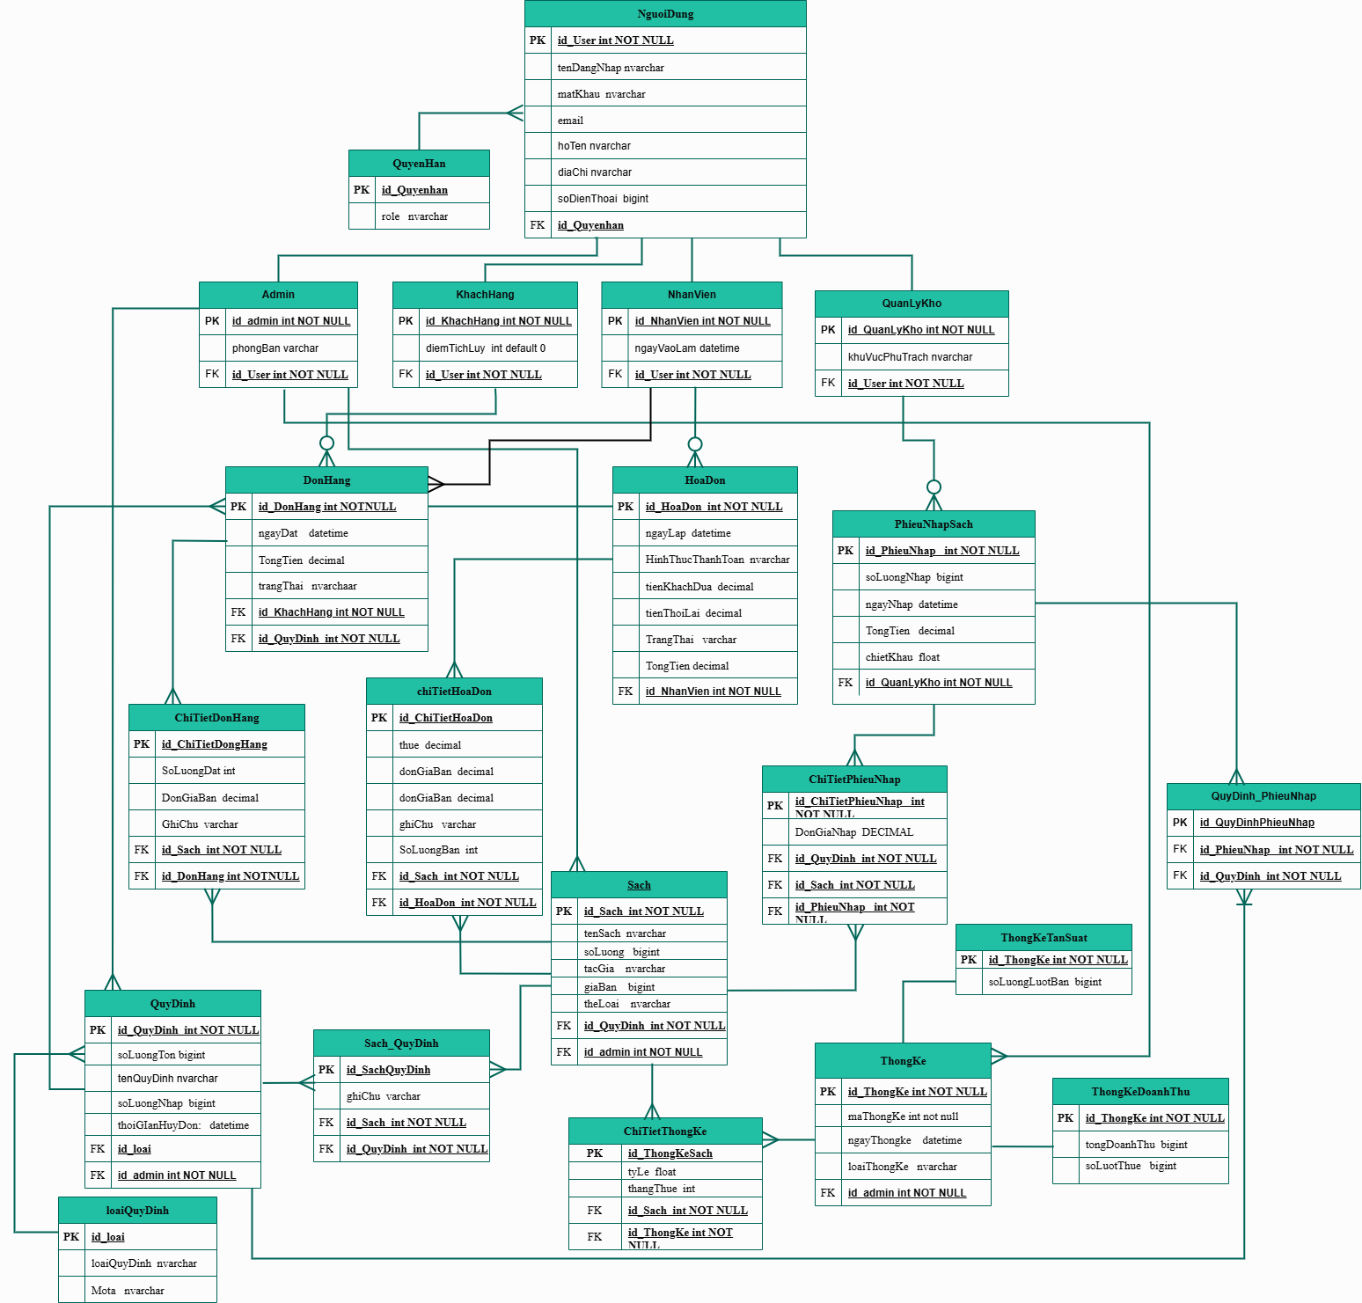 NguoiDung
PK id_User int NOT NULL
tenDangNhap nvarchar
matKhau nvarchar
email
hoTen nvarchar
diaChi nvarchar
soDienThoai bigint
FK id_Quyenhan
QuyenHan
PK id_Quyenhan
role nvarchar
Admin
PK id_admin int NOT NULL
phongBan varchar
FK id_User int NOT NULL
KhachHang
PK id_KhachHang int NOT NULL
diemTichLuy int default 0
FK id_User int NOT NULL
NhanVien
PK id_NhanVien int NOT NULL
ngayVaoLam datetime
FK id_User int NOT NULL
QuanLyKho
PK id_QuanLyKho int NOT NULL
khuVucPhuTrach nvarchar
FK id_User int NOT NULL
DonHang
PK id_DonHang int NOTNULL
ngayDat datetime
TongTien decimal
trangThai nvarchaar
FK id_KhachHang int NOT NULL
FK id_QuyDinh int NOT NULL
HoaDon
PK id_HoaDon int NOT NULL
ngayLap datetime
HinhThucThanhToan nvarchar
tienKhachDua decimal
tienThoiLai decimal
TrangThai varchar
TongTien decimal
FK id_NhanVien int NOT NULL
PhieuNhapSach
PK id_PhieuNhap int NOT NULL
soLuongNhap bigint
ngayNhap datetime
TongTien decimal
chietKhau float
FK id_QuanLyKho int NOT NULL
ChiTietDonHang
PK id_ChiTietDongHang
SoLuongDat int
DonGiaBan decimal
GhiChu varchar
FK id_Sach int NOT NULL
FK id_DonHang int NOTNULL
chiTietHoaDon
PK id_ChiTietHoaDon
thue decimal
donGiaBan decimal
donGiaBan decimal
ghiChu varchar
SoLuongBan int
FK id_Sach int NOT NULL
FK id_HoaDon int NOT NULL
ChiTietPhieuNhap
PK id_ChiTietPhieuNhap int
NOT NULL
DonGiaNhap DECIMAL
FK id_QuyDinh int NOT NULL
FK id_Sach int NOT NULL
FK id_PhieuNhap int NOT
NULL
QuyDinh_PhieuNhap
PK id_QuyDinhPhieuNhap
FK id_PhieuNhap int NOT NULL
FK id_QuyDinh int NOT NULL
Sach
PK id_Sach int NOT NULL
tenSach nvarchar
soLuong bigint
tacGia nvarchar
giaBan bigint
theLoai nvarchar
FK id_QuyDinh int NOT NULL
FK id_admin int NOT NULL
ThongKeTanSuat
PK id_ThongKe int NOT NULL
soLuongLuotBan bigint
QuyDinh
PK id_QuyDinh int NOT NULL
soLuongTon bigint
tenQuyDinh nvarchar
soLuongNhap bigint
thoiGIanHuyDon: datetime
FK id_loai
FK id_admin int NOT NULL
Sach_QuyDinh
PK id_SachQuyDinh
ghiChu varchar
FK id_Sach int NOT NULL
FK id_QuyDinh int NOT NULL
ThongKe
PK id_ThongKe int NOT NULL
maThongKe int not null
ngayThongke datetime
loaiThongKe nvarchar
FK id_admin int NOT NULL
ThongKeDoanhThu
PK id_ThongKe int NOT NULL
tongDoanhThu bigint
soLuotThue bigint
ChiTietThongKe
PK id_ThongKeSach
tyLe float
thangThue int
FK id_Sach int NOT NULL
FK id_ThongKe int NOT
NULL
loaiQuyDinh
PK id_loai
loaiQuyDinh nvarchar
Mota nvarchar